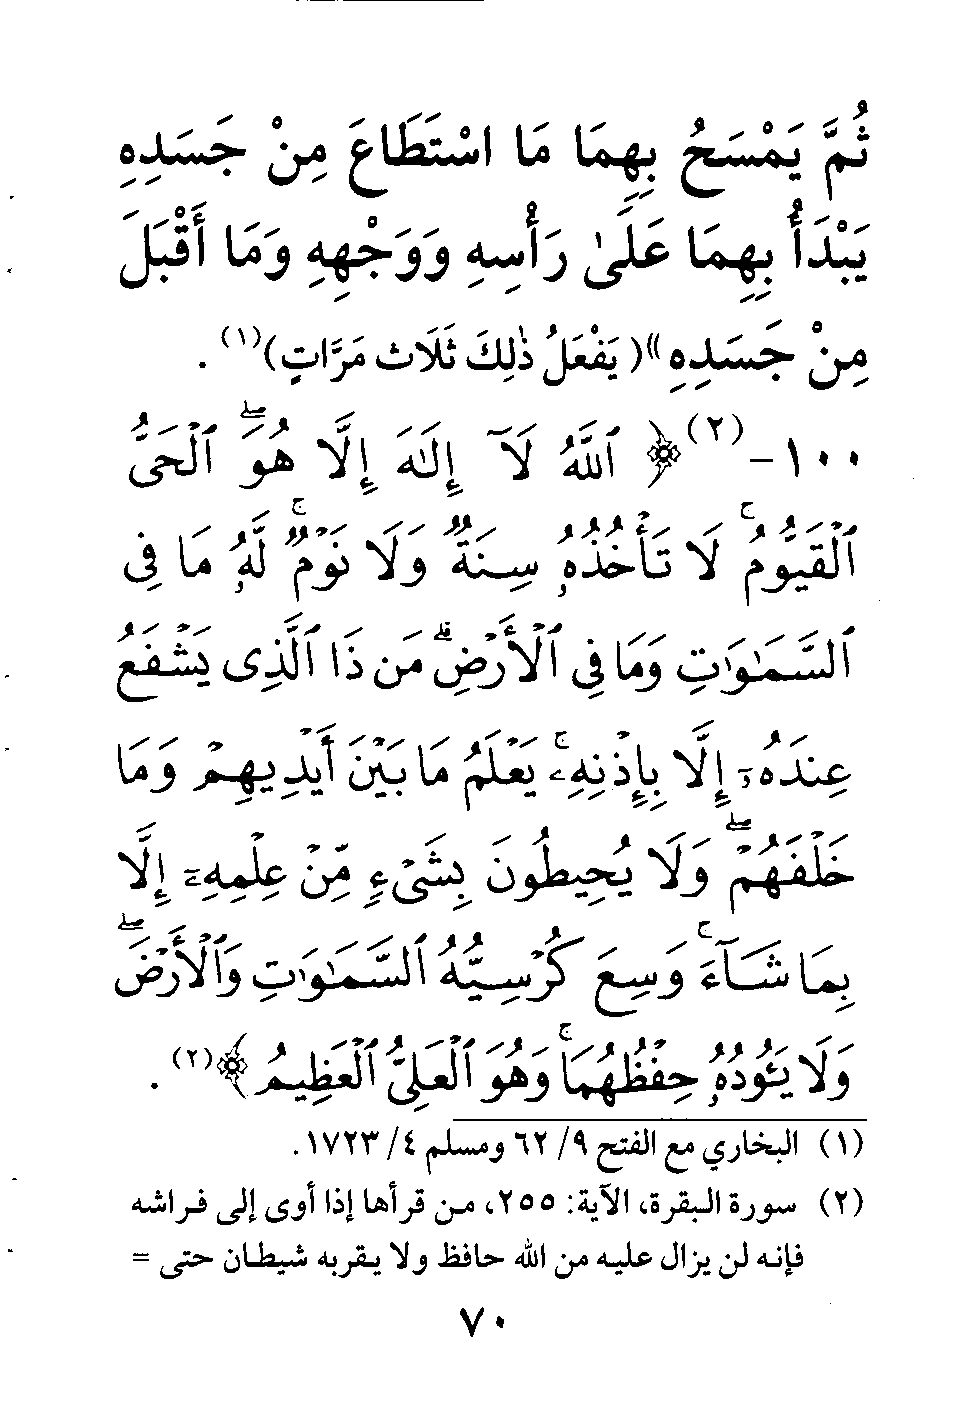 ثُمَّ يَمْسَحُ بِهِمَا مَا اسْتَطَاعَ مِنْ جَسَدِهِ
يَبْدَأُ بِهِمَا عَلَىٰ رَأْسِهِ وَوَجْهِهِ وَمَا أَقْبَلَ
مِنْ جَسَدِهِ» (يَفْعَلُ ذٰلِكَ ثَلَاث مَرَّاتٍ)(١).
١٠٠-(٢) ﴿ ٱللَّهُ لَآ إِلَـٰهَ إِلَّا هُوَ ۖ ٱلْحَىُّ
ٱلْقَيُّومُ ۚ لَا تَأْخُذُهُۥ سِنَةٌ وَلَا نَوْمٌ ۚ لَّهُۥ مَا فِى
ٱلسَّمَـٰوَٰتِ وَمَا فِى ٱلْأَرْضِ ۗ مَن ذَا ٱلَّذِى يَشْفَعُ
عِندَهُۥٓ إِلَّا بِإِذْنِهِۦ ۚ يَعْلَمُ مَا بَيْنَ أَيْدِيهِمْ وَمَا
خَلْفَهُمْ ۖ وَلَا يُحِيطُونَ بِشَىْءٍ مِّنْ عِلْمِهِۦٓ إِلَّا
بِمَا شَآءَ ۚ وَسِعَ كُرْسِيُّهُ ٱلسَّمَـٰوَٰتِ وَٱلْأَرْضَ ۖ
وَلَا يَـُٔودُهُۥ حِفْظُهُمَا ۚ وَهُوَ ٱلْعَلِىُّ ٱلْعَظِيمُ ﴾(٢).
(١) البخاري مع الفتح ٩/ ٦٢ ومسلم ٤/ ١٧٢٣.
(٢) سورة البقرة، الآية: ٢٥٥، من قرأها إذا أوى إلى فراشه
فإنه لن يزال عليه من الله حافظ ولا يقربه شيطان حتى =
٧٠